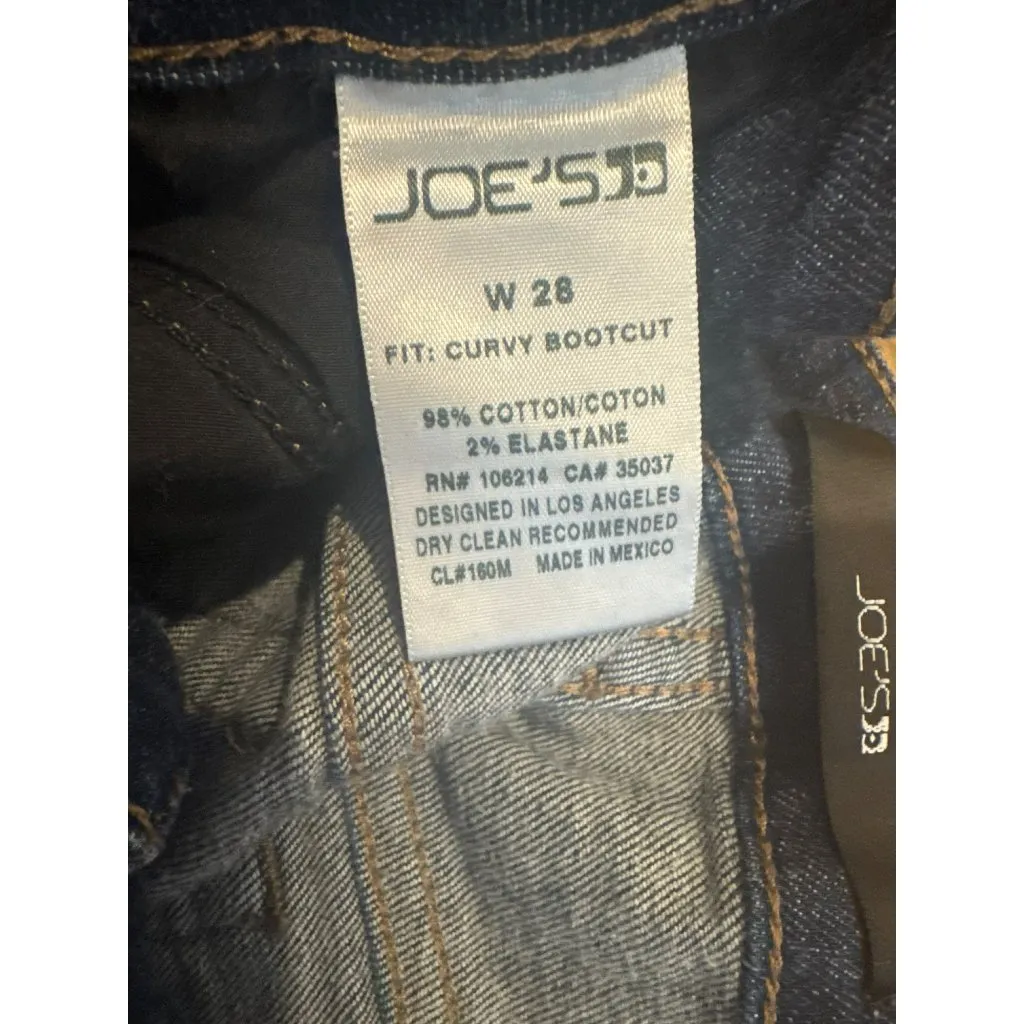 JOE'S
W 28
FIT: CURVY BOOTCUT
98% COTTON/COTON
2% ELASTANE
RN# 106214 CA# 35037
DESIGNED IN LOS ANGELES
DRY CLEAN RECOMMENDED
CL#160M MADE IN MEXICO
JOE'S